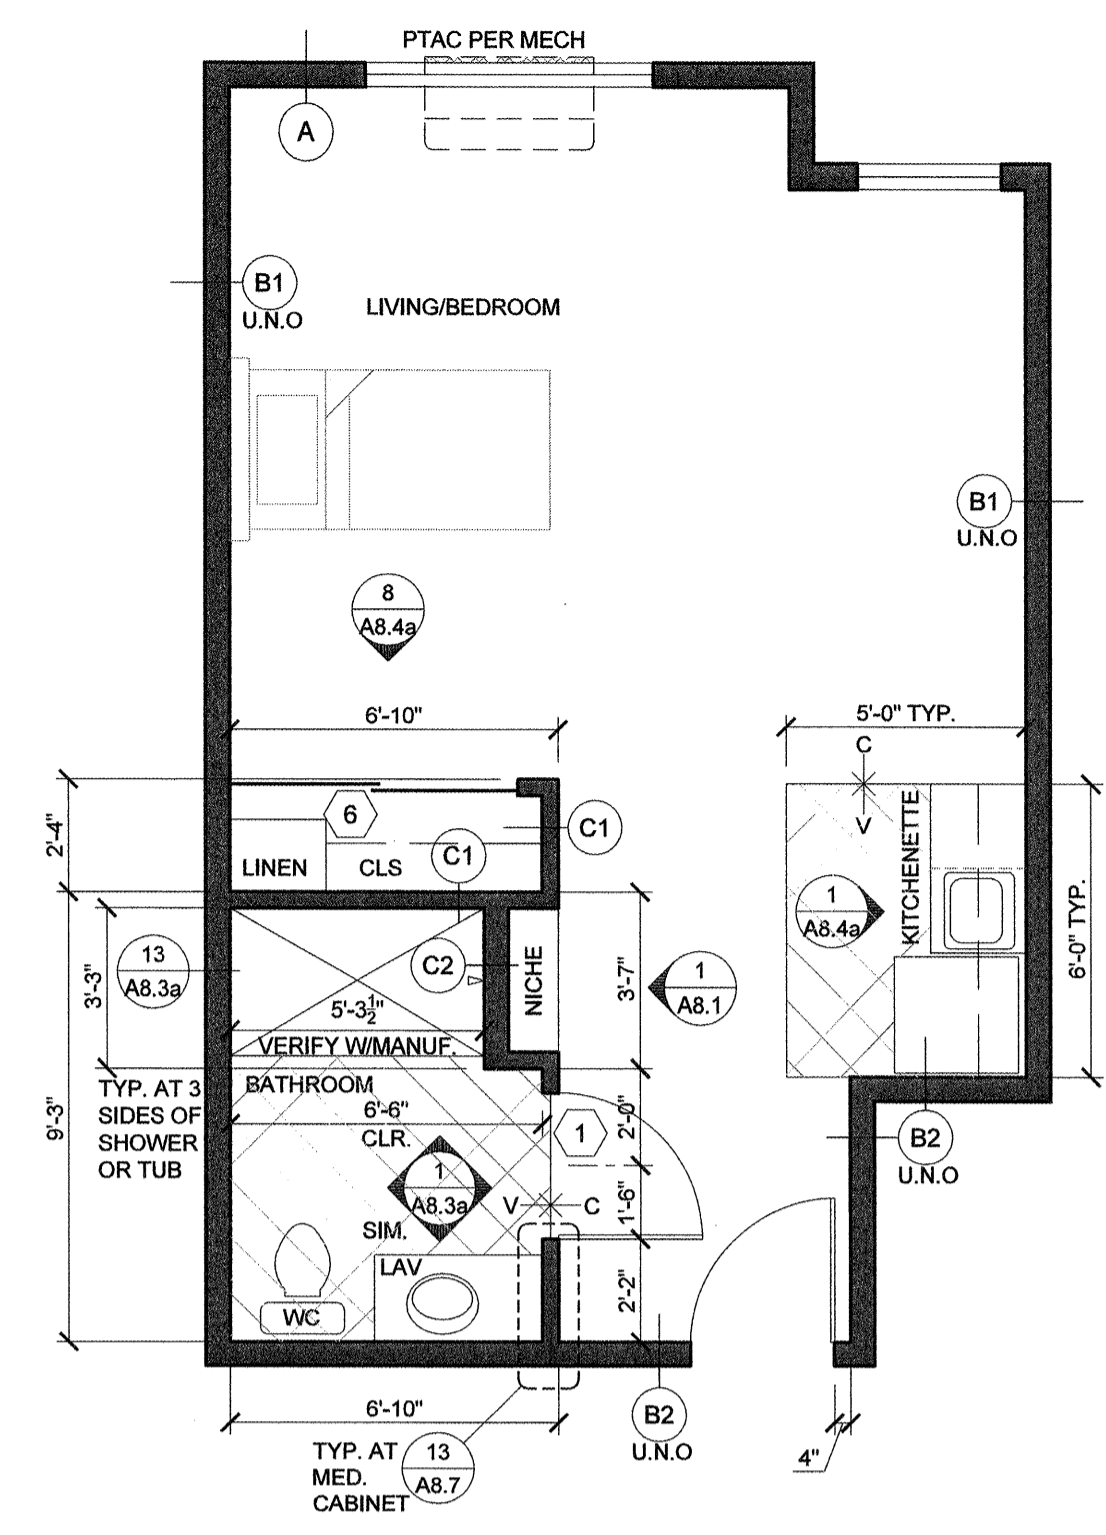 PTAC PER MECH
A
B1
U.N.O
LIVING/BEDROOM
B1
U.N.O
8
A8.4a
6'-10"
5'-0" TYP.
C
V
2'-4"
6
C1
C1
LINEN
CLS
KITCHENETTE
1
A8.4a
6'-0" TYP.
13
A8.3a
3'-3"
C2
NICHE
3'-7"
1
A8.1
5'-3 1/2"
VERIFY W/MANUF.
BATHROOM
TYP. AT 3
SIDES OF
SHOWER
OR TUB
9'-3"
6'-6"
CLR.
1
2'-0"
B2
U.N.O
1
A8.3a
SIM.
V
C
1'-6"
LAV
WC
2'-2"
6'-10"
B2
U.N.O
4"
TYP. AT
MED.
CABINET
13
A8.7